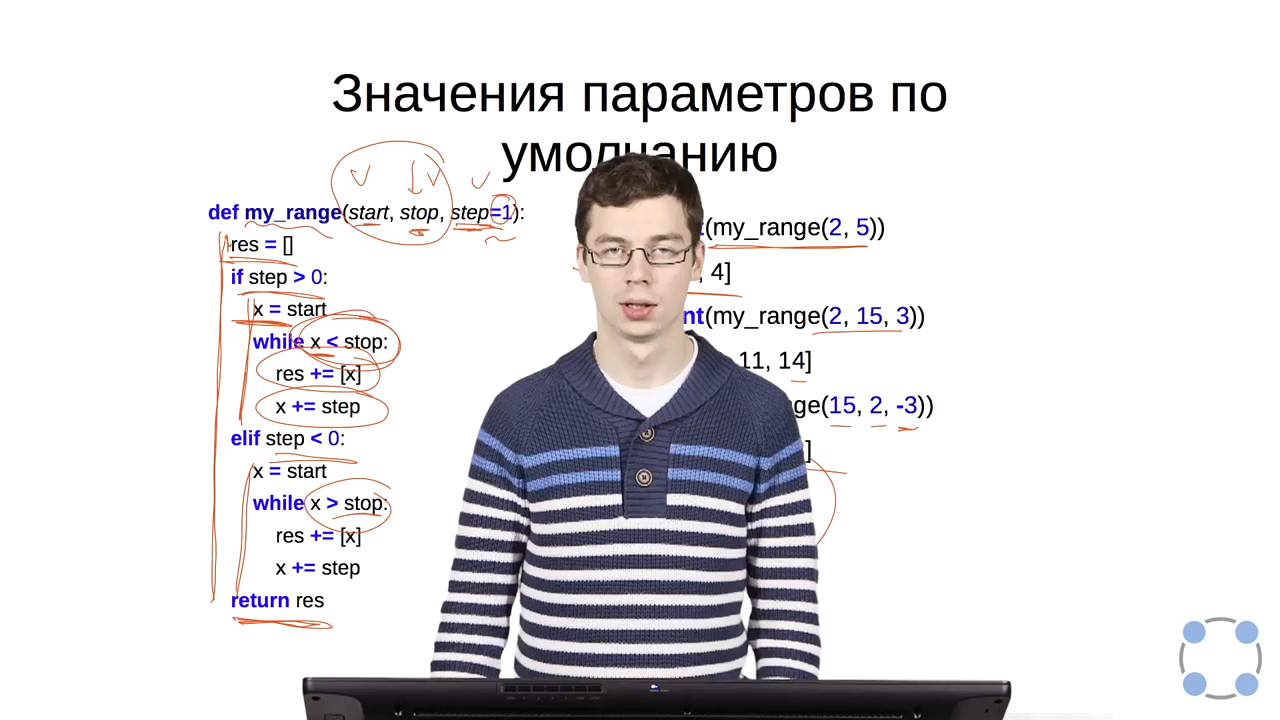 Значения параметров по
умолчанию
def my_range(start, stop, step=1):
res = []
if step > 0:
x = start
while x < stop:
res += [x]
x += step
elif step < 0:
x = start
while x > stop:
res += [x]
x += step
return res
(my_range(2, 5))
, 4]
nt(my_range(2, 15, 3))
11, 14]
ge(15, 2, -3))
]